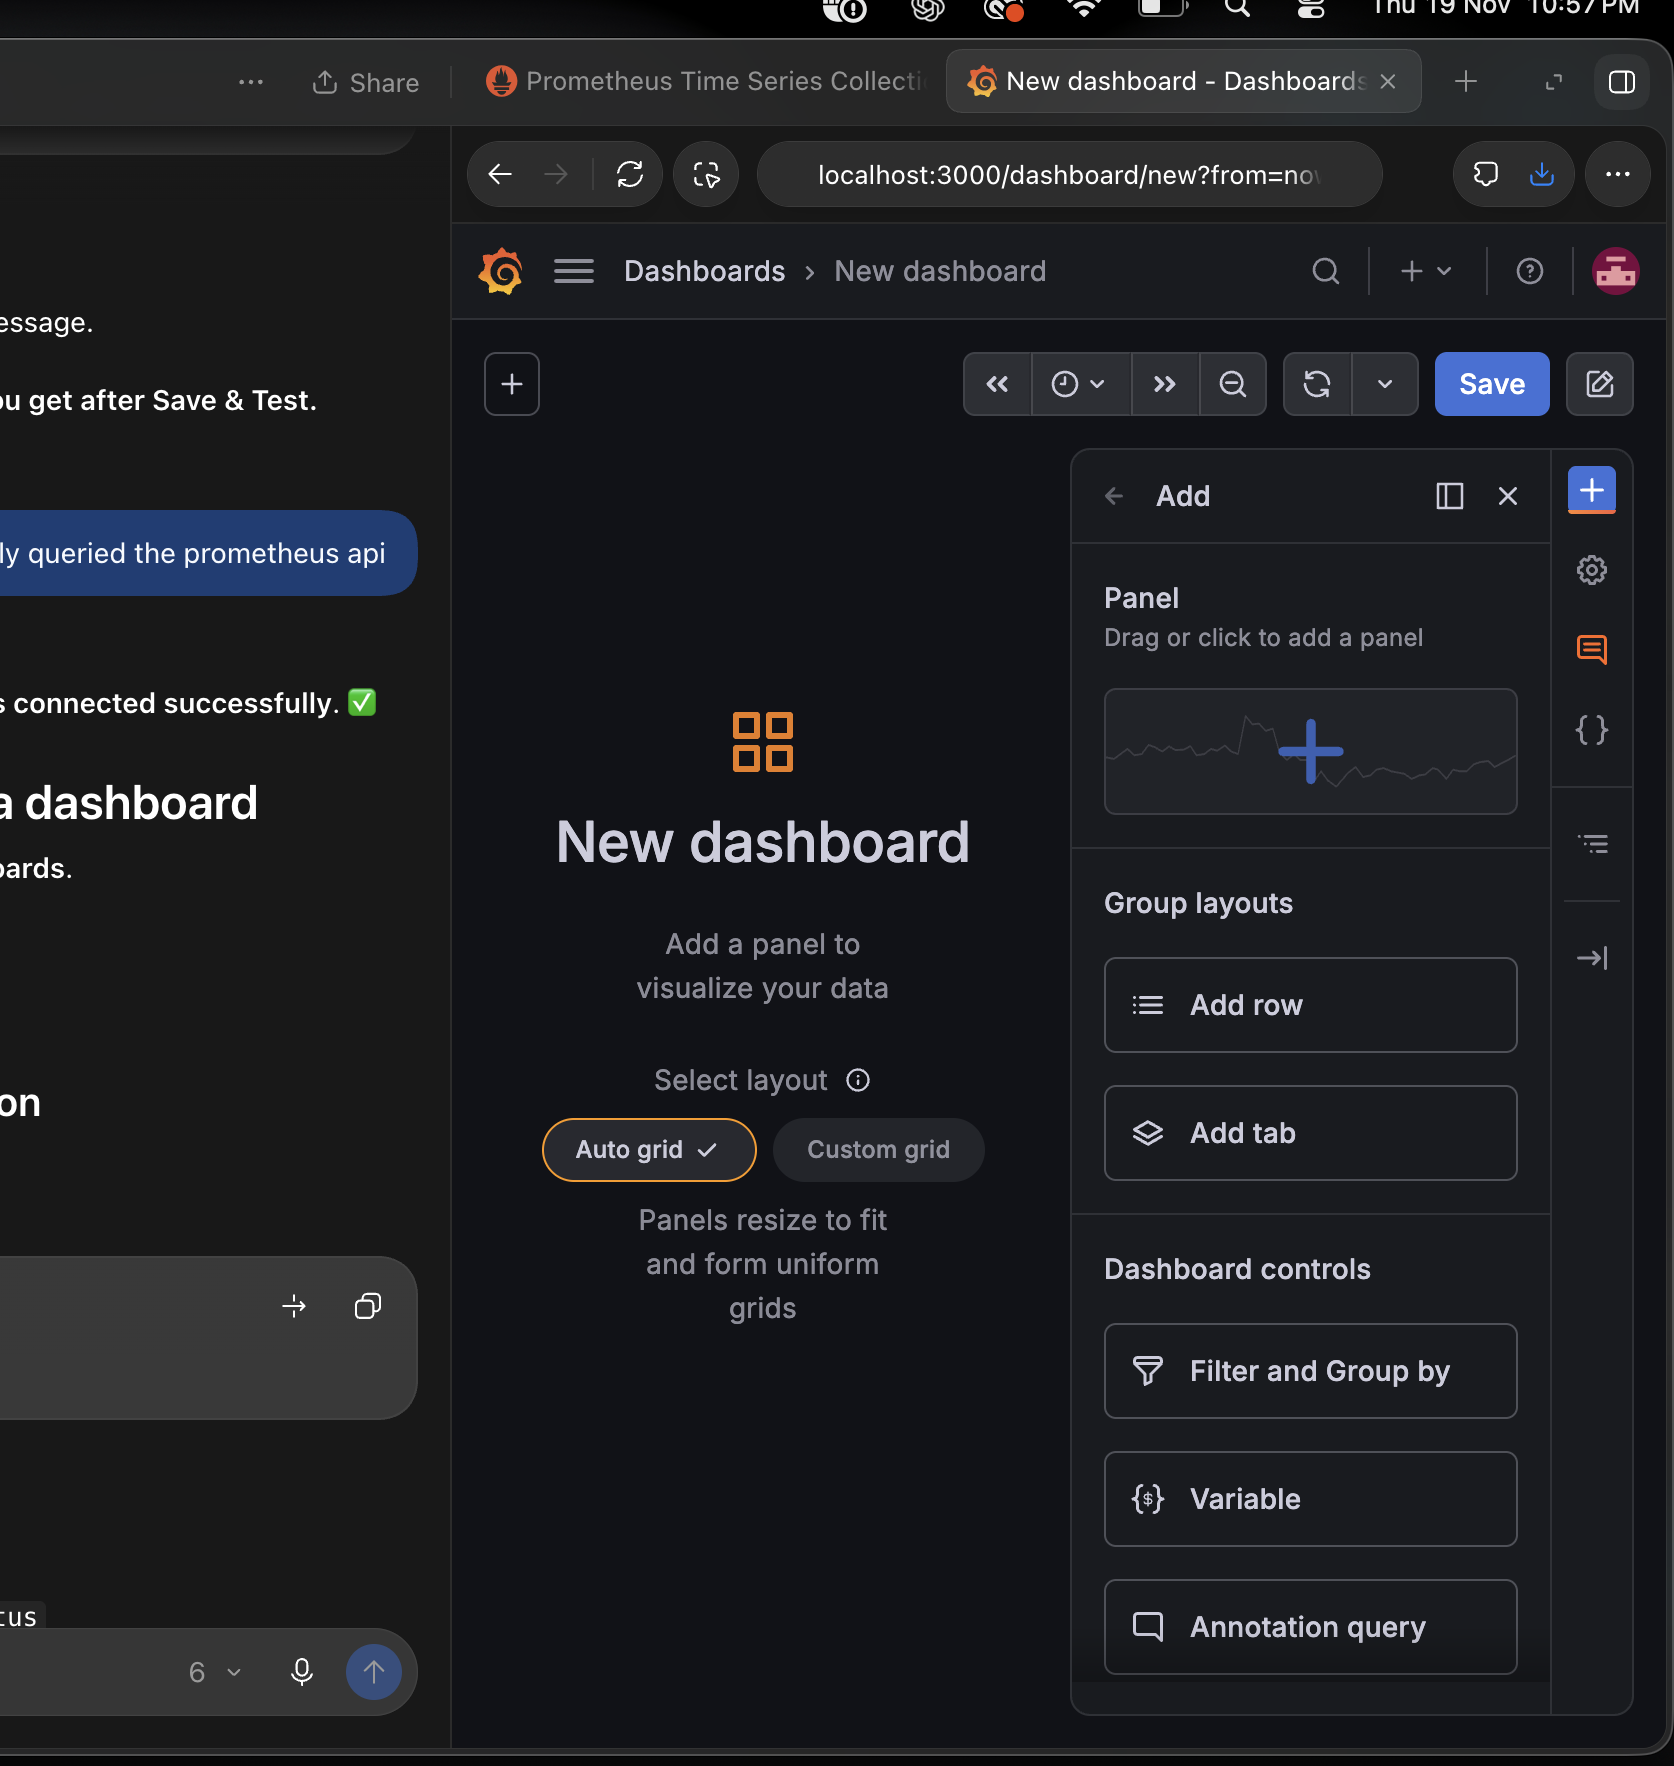 Thu 19 Nov 10:57 PM
Share
Prometheus Time Series Collecti
New dashboard - Dashboards
localhost:3000/dashboard/new?from=no
Dashboards › New dashboard
essage.
ou get after Save & Test.
ly queried the prometheus api
s connected successfully. ✅
a dashboard
oards.
on
tus
6
Save
New dashboard
Add a panel to
visualize your data
Select layout
Auto grid
Custom grid
Panels resize to fit
and form uniform
grids
Add
Panel
Drag or click to add a panel
Group layouts
Add row
Add tab
Dashboard controls
Filter and Group by
Variable
Annotation query